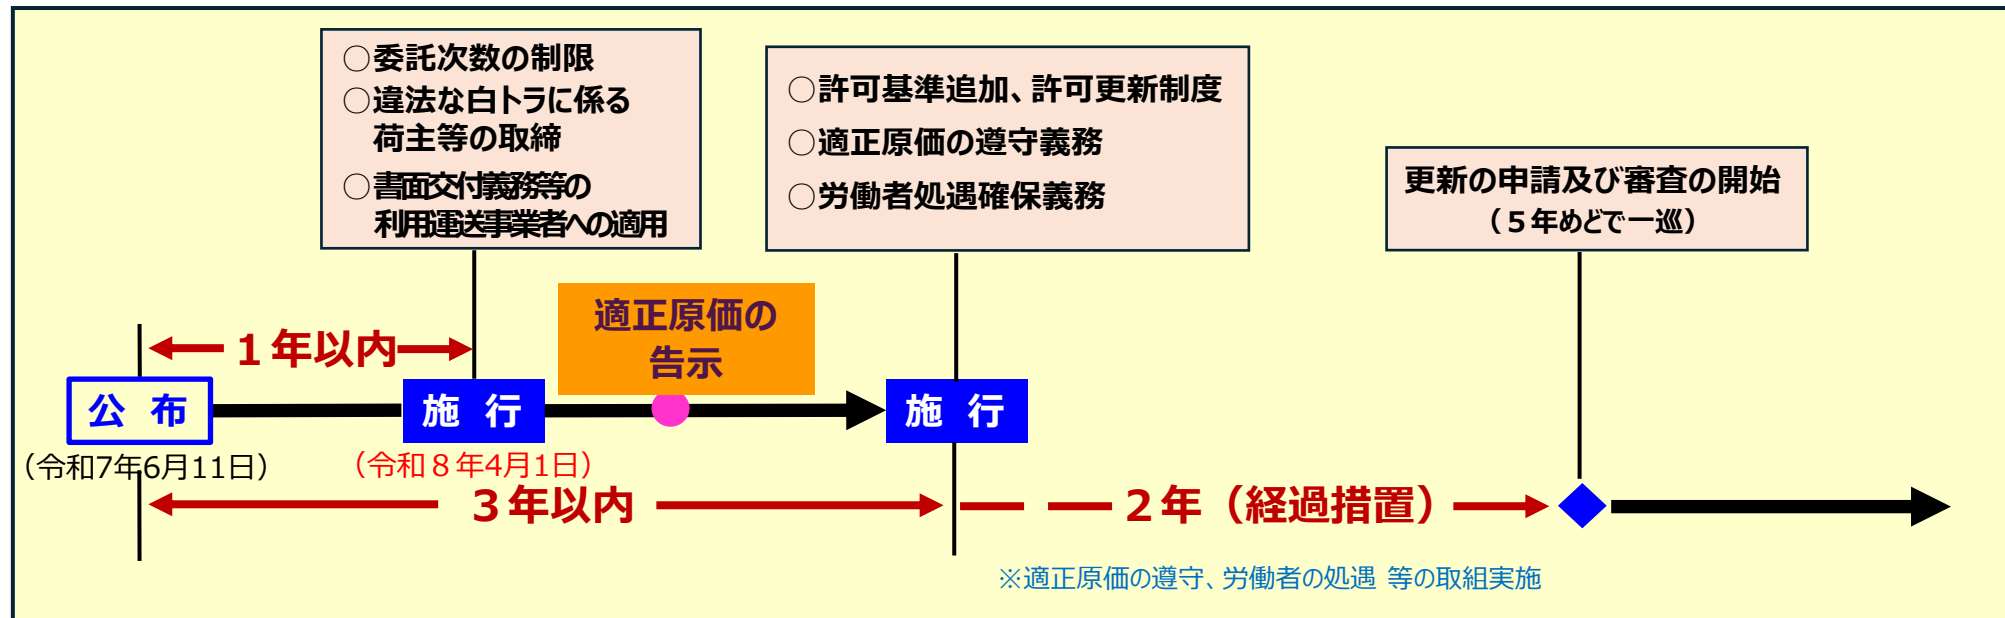 ○委託次数の制限
○違法な白トラに係る
荷主等の取締
○書面交付義務等の
利用運送事業者への適用
○許可基準追加、許可更新制度
○適正原価の遵守義務
○労働者処遇確保義務
更新の申請及び審査の開始
（５年めどで一巡）
適正原価の
告示
１年以内
公 布
施 行
施 行
（令和7年6月11日）
（令和８年4月1日）
３年以内
２年（経過措置）
※適正原価の遵守、労働者の処遇 等の取組実施